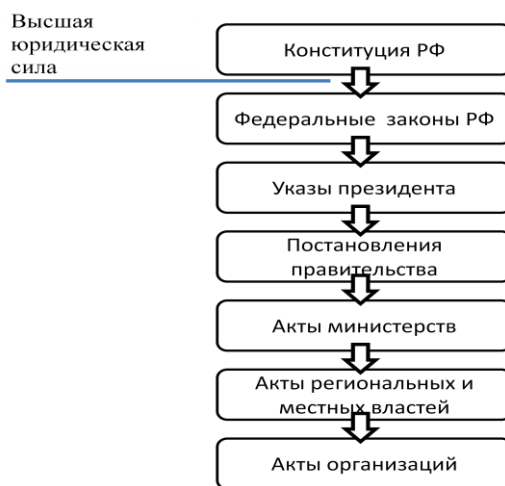 Высшая
юридическая
сила
Конституция РФ
Федеральные законы РФ
Указы президента
Постановления
правительства
Акты министерств
Акты региональных и
местных властей
Акты организаций